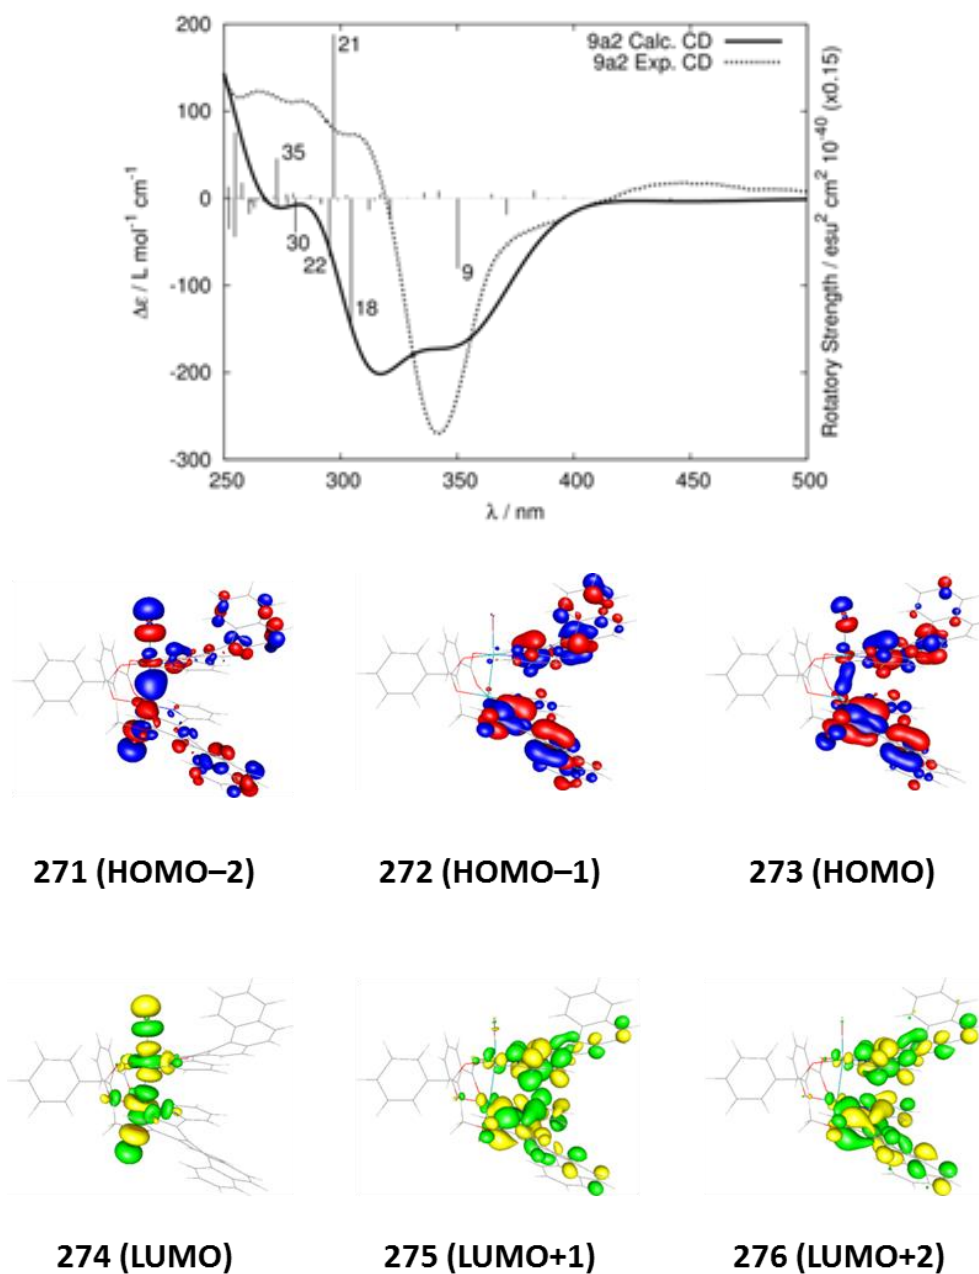 200
100
0
-100
-200
-300
250
300
350
400
450
500
λ / nm
Δε / L mol⁻¹ cm⁻¹
Rotatory Strength / esu² cm² 10⁻⁴⁰ (x0.15)
9a2 Calc. CD
9a2 Exp. CD
21
35
30
22
18
9
271 (HOMO–2) 272 (HOMO–1) 273 (HOMO)
274 (LUMO) 275 (LUMO+1) 276 (LUMO+2)